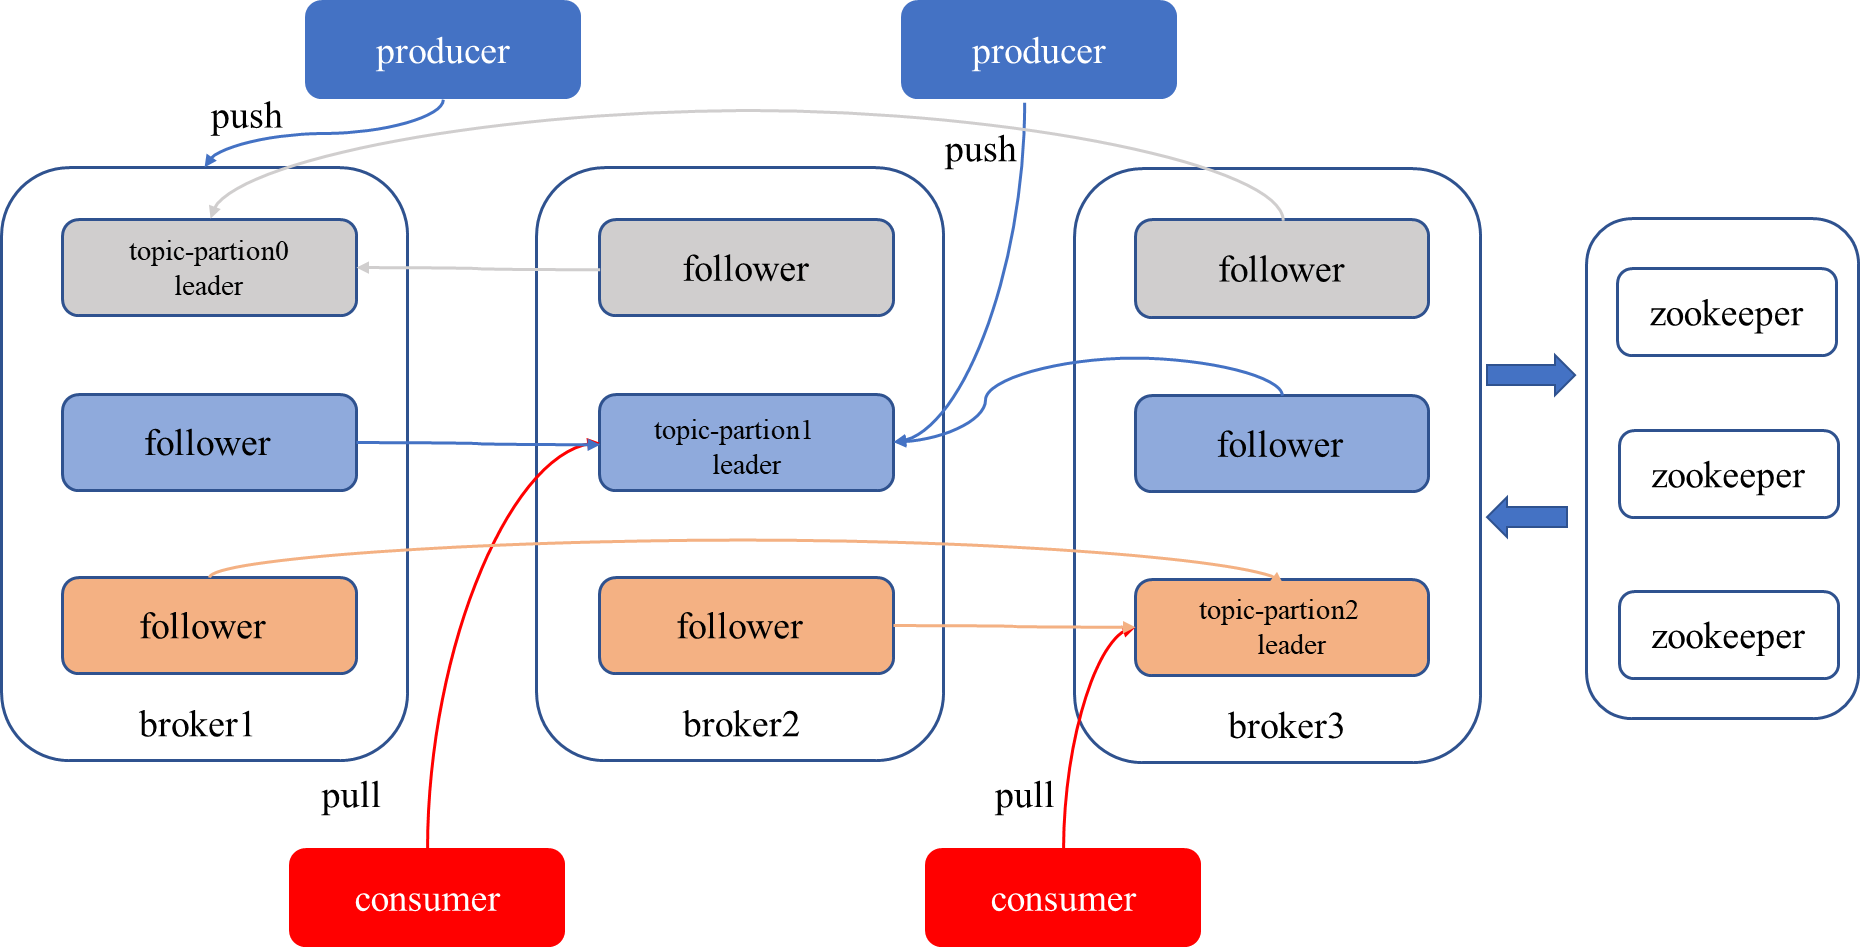 producer
producer
push
push
topic-partion0
leader
follower
follower
zookeeper
follower
topic-partion1
leader
follower
zookeeper
follower
follower
topic-partion2
leader
zookeeper
broker1
broker2
broker3
pull
pull
consumer
consumer